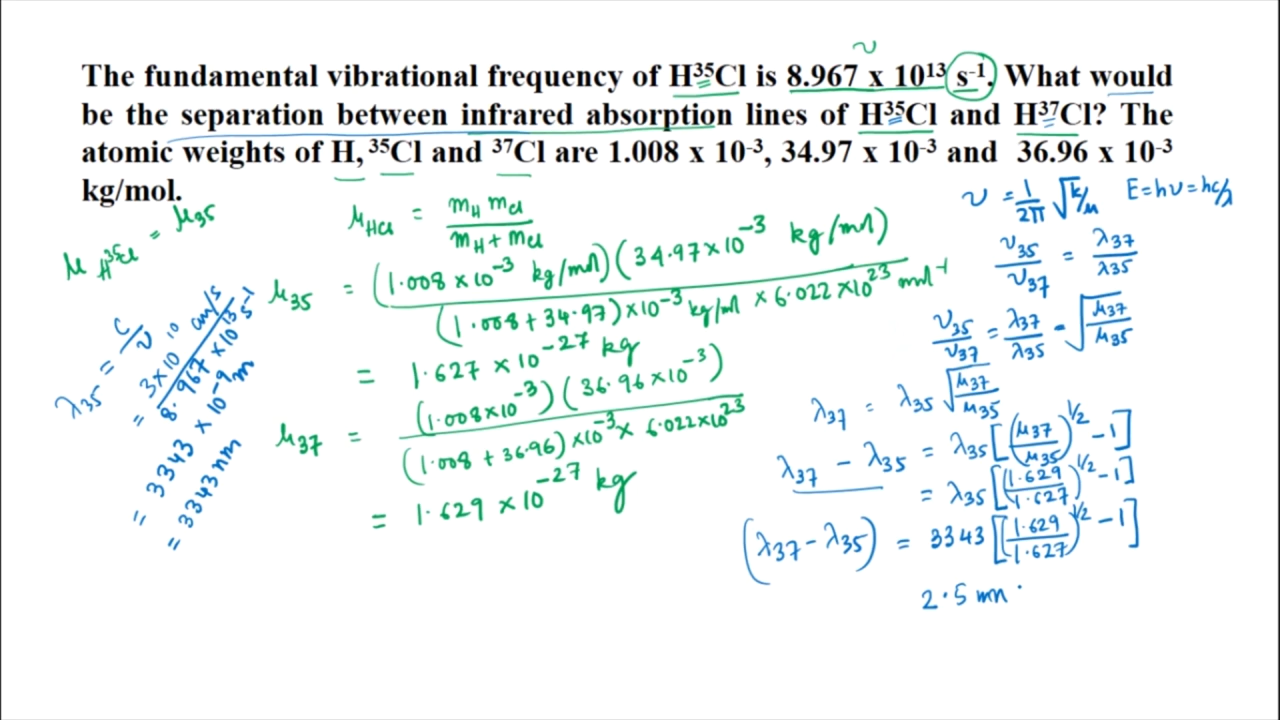 The fundamental vibrational frequency of H³⁵Cl is 8.967 x 10¹³ s⁻¹. What would
be the separation between infrared absorption lines of H³⁵Cl and H³⁷Cl? The
atomic weights of H, ³⁵Cl and ³⁷Cl are 1.008 x 10⁻³, 34.97 x 10⁻³ and 36.96 x 10⁻³
kg/mol.
ν
μ H³⁵Cl = μ35
μHCl = mH mCl / mH + mCl
μ35 = (1.008 × 10⁻³ kg/mol) (34.97 × 10⁻³ kg/mol) / (1.008 + 34.97) × 10⁻³ kg/mol × 6.022 × 10²³ mol⁻¹
= 1.627 × 10⁻²⁷ kg
μ37 = (1.008 × 10⁻³) (36.96 × 10⁻³) / (1.008 + 36.96) × 10⁻³ × 6.022 × 10²³
= 1.629 × 10⁻²⁷ kg
λ35 = c/ν
= 3 × 10¹⁰ cm/s / 8.967 × 10¹³ s⁻¹
= 3343 × 10⁻⁹ m
= 3343 nm
ν = 1/2π √k/μ E = hν = hc/λ
ν35/ν37 = λ37/λ35
ν35/ν37 = λ37/λ35 = √μ37/μ35
λ37 = λ35 √μ37/μ35
λ37 − λ35 = λ35 [(μ37/μ35)^1/2 − 1]
= λ35 [(1.629/1.627)^1/2 − 1]
(λ37 − λ35) = 3343 [(1.629/1.627)^1/2 − 1]
2.5 mn.